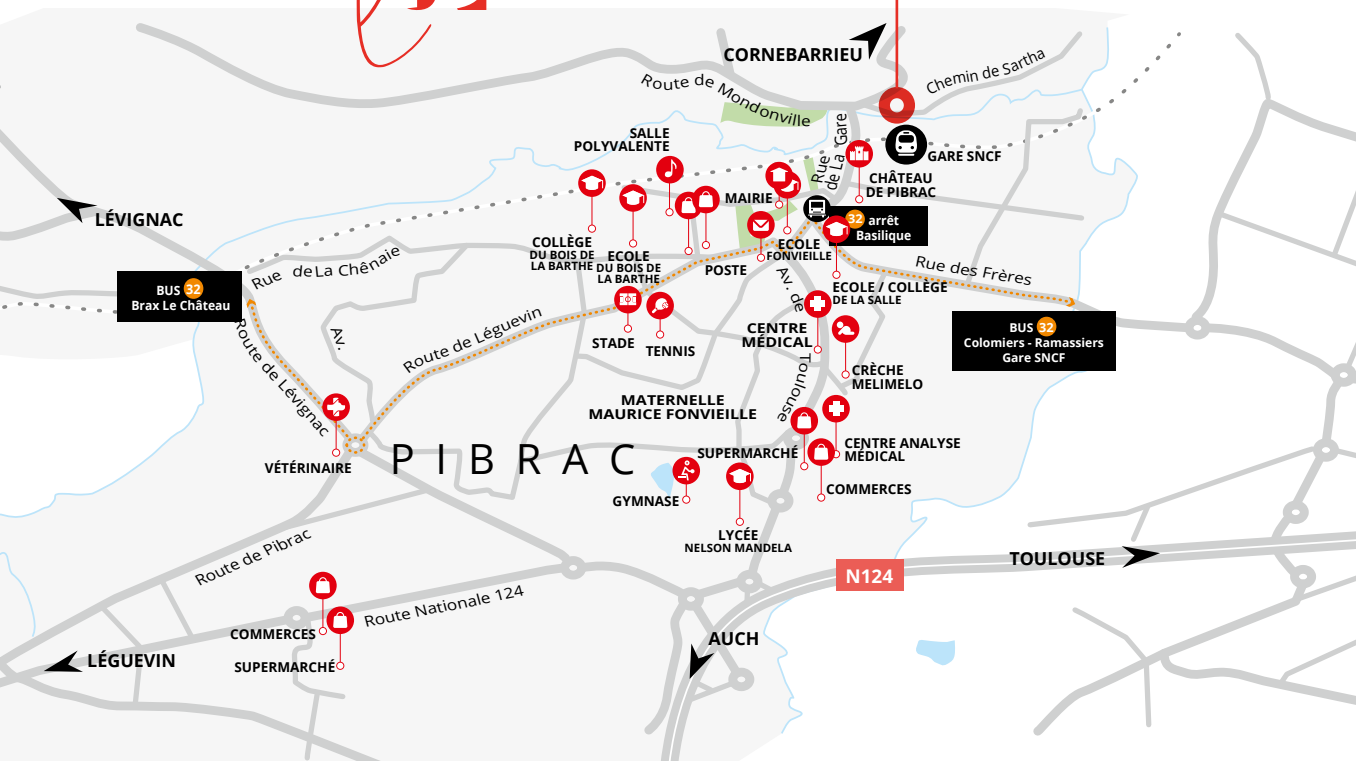 CORNEBARRIEU
Chemin de Sartha
Route de Mondonville
SALLE
POLYVALENTE
Rue
de La Gare
GARE SNCF
CHÂTEAU
DE PIBRAC
MAIRIE
LÉVIGNAC
32 arrêt
Basilique
COLLÈGE
DU BOIS DE
LA BARTHE
ECOLE
DU BOIS DE
LA BARTHE
ECOLE
FONVIEILLE
POSTE
Rue de La Chênaie
Rue des Frères
BUS 32
Brax Le Château
Av. de Toulouse
ECOLE / COLLÈGE
DE LA SALLE
BUS 32
Colomiers - Ramassiers
Gare SNCF
Av.
Route de Lévignac
Route de Léguevin
STADE
TENNIS
CENTRE
MÉDICAL
CRÈCHE
MELIMELO
MATERNELLE
MAURICE FONVIEILLE
PIBRAC
VÉTÉRINAIRE
SUPERMARCHÉ
CENTRE ANALYSE
MÉDICAL
COMMERCES
GYMNASE
LYCÉE
NELSON MANDELA
Route de Pibrac
N124
TOULOUSE
Route Nationale 124
COMMERCES
SUPERMARCHÉ
AUCH
LÉGUEVIN